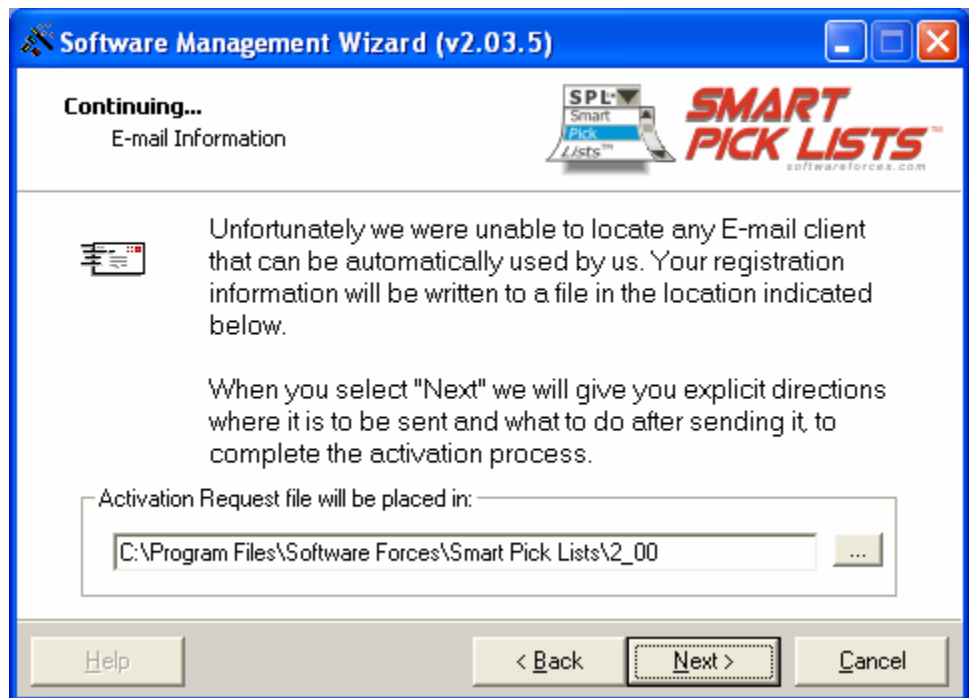 Software Management Wizard (v2.03.5)
Continuing...
E-mail Information
SPL
Smart
Pick
Lists™
SMART
PICK LISTS™
softwareforces.com
Unfortunately we were unable to locate any E-mail client
that can be automatically used by us. Your registration
information will be written to a file in the location indicated
below.
When you select "Next" we will give you explicit directions
where it is to be sent and what to do after sending it, to
complete the activation process.
Activation Request file will be placed in:
C:\Program Files\Software Forces\Smart Pick Lists\2_00
...
Help
< Back
Next >
Cancel